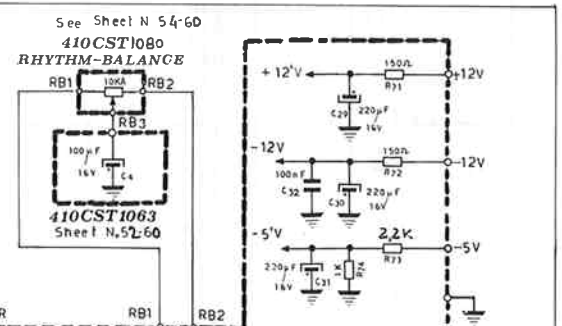 See Sheet N 54-60
410CST1080
RHYTHM-BALANCE
RB1
10KA
RB2
RB3
100µF
16V
C4
410CST1063
Sheet N.52-60
RB1
RB2
R
+12'V
150Ω
R71
+12V
C29
220µF
16V
-12V
150Ω
R72
-12V
100nF
C32
C30
220µF
16V
-5'V
2,2K
R73
-5V
220µF
16V
C31
1K
R74